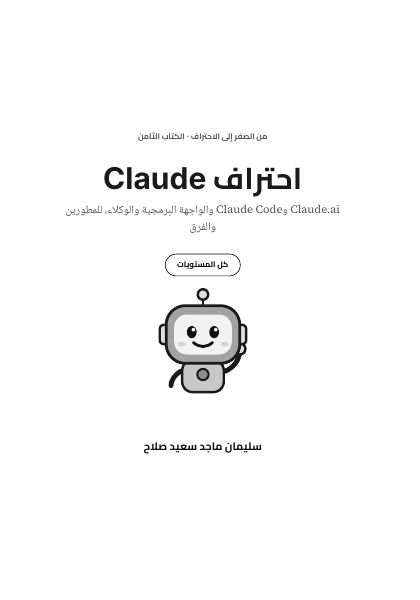 من الصفر إلى الاحتراف · الكتاب الثامن
احتراف Claude
Claude.ai وClaude Code والواجهة البرمجية والوكلاء، للمطورين
والفرق
كل المستويات
سليمان ماجد سعيد صلاح